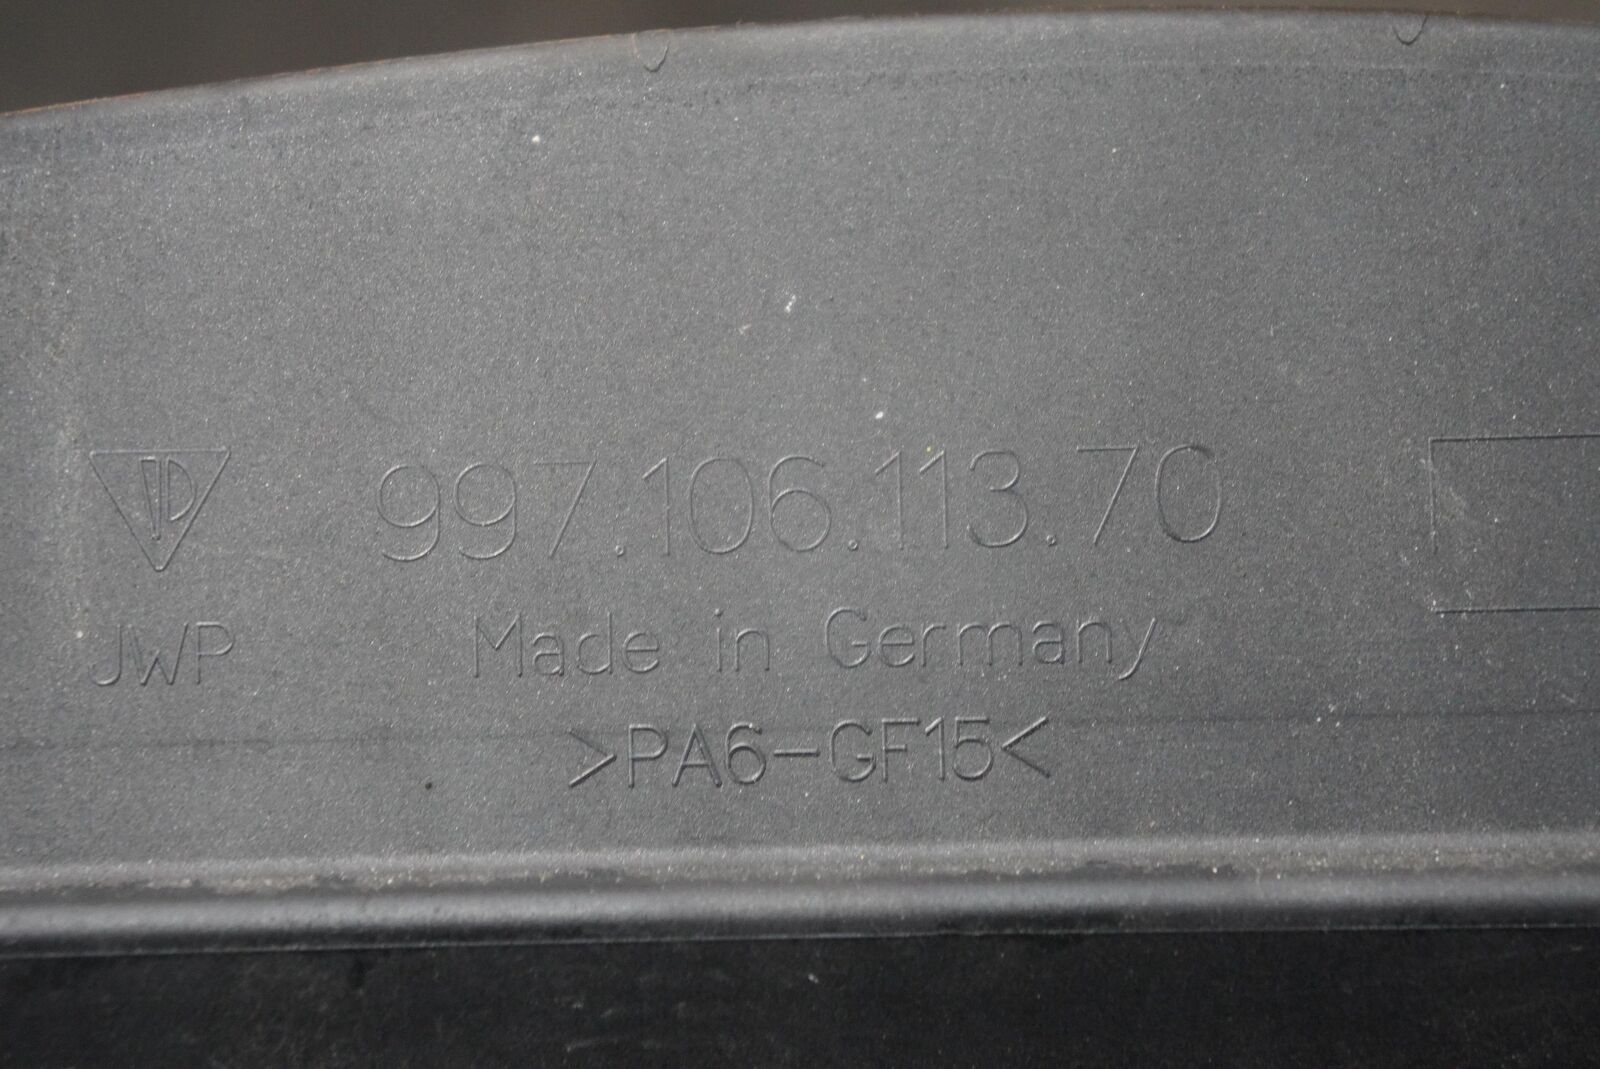 997.106.113.70
JWP Made in Germany
>PA6-GF15<